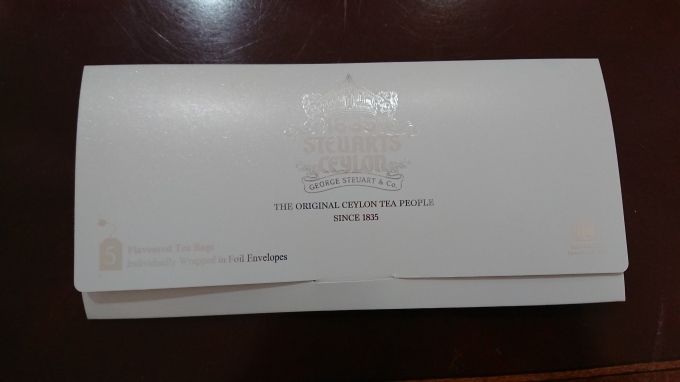 1835
STEUARTS
CEYLON
GEORGE STEUART & Co.
THE ORIGINAL CEYLON TEA PEOPLE
SINCE 1835
5
Flavoured Tea Bags
Individually Wrapped in Foil Envelopes